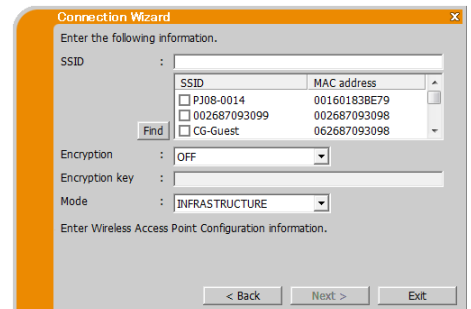 Connection Wizard x
Enter the following information.
SSID :
SSID MAC address
PJ08-0014 00160183BE79
002687093099 002687093098
Find CG-Guest 062687093098
Encryption : OFF
Encryption key :
Mode : INFRASTRUCTURE
Enter Wireless Access Point Configuration information.
< Back Next > Exit